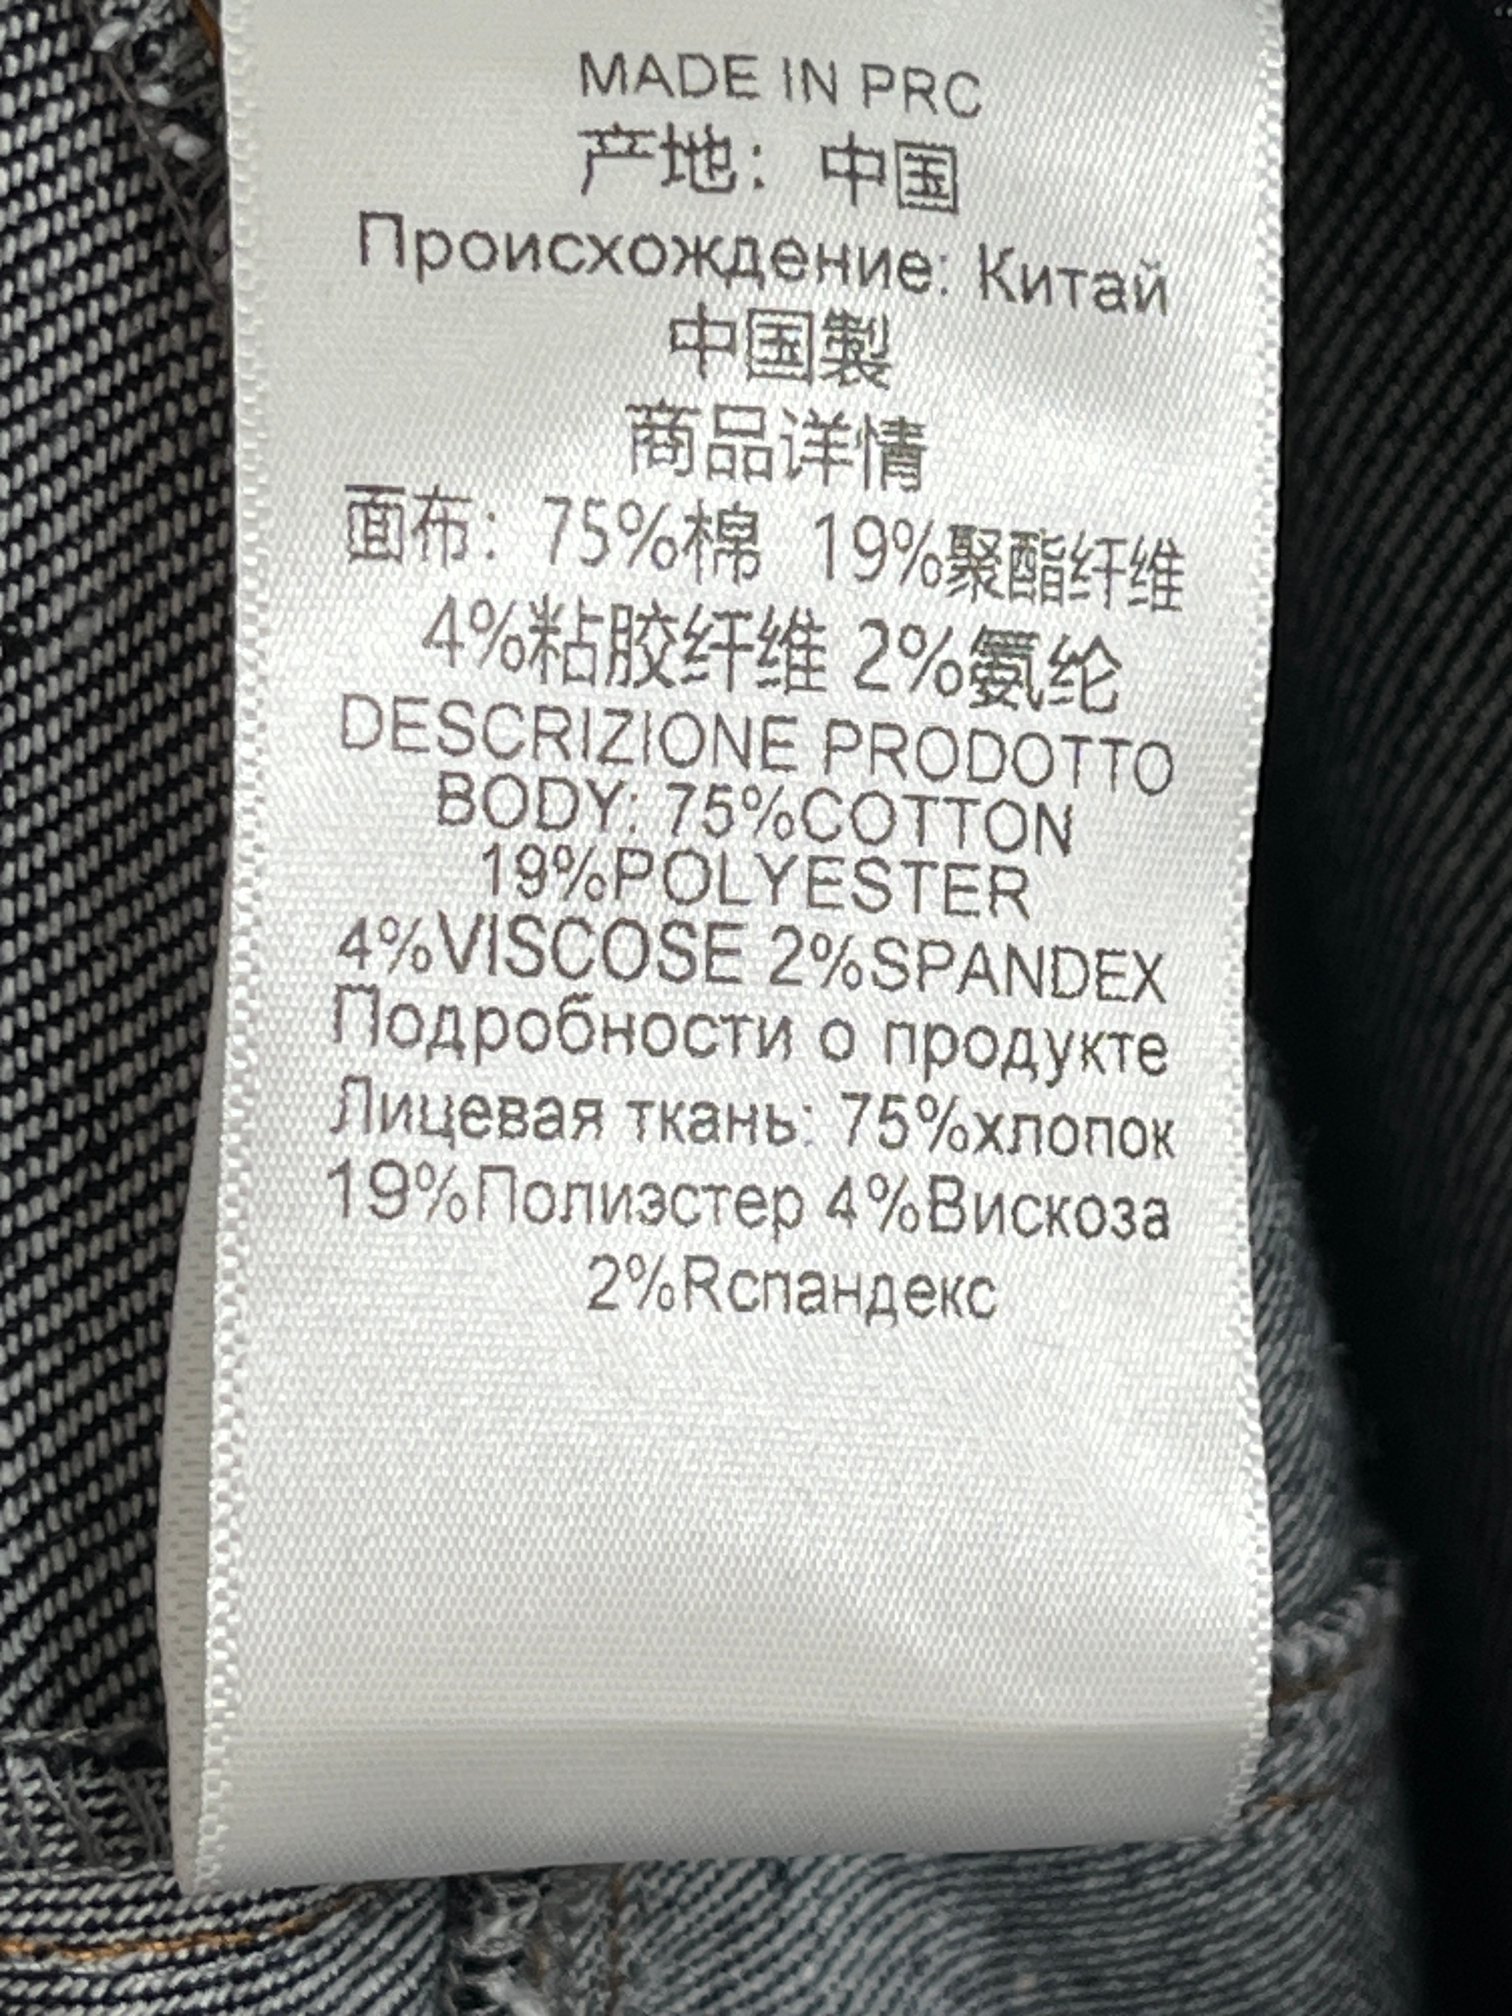 MADE IN PRC
产地：中国
Происхождение: Китай
中国製
商品详情
面布：75%棉 19%聚酯纤维
4%粘胶纤维 2%氨纶
DESCRIZIONE PRODOTTO
BODY: 75%COTTON
19%POLYESTER
4%VISCOSE 2%SPANDEX
Подробности о продукте
Лицевая ткань: 75%хлопок
19%Полиэстер 4%Вискоза
2%Rспандекс